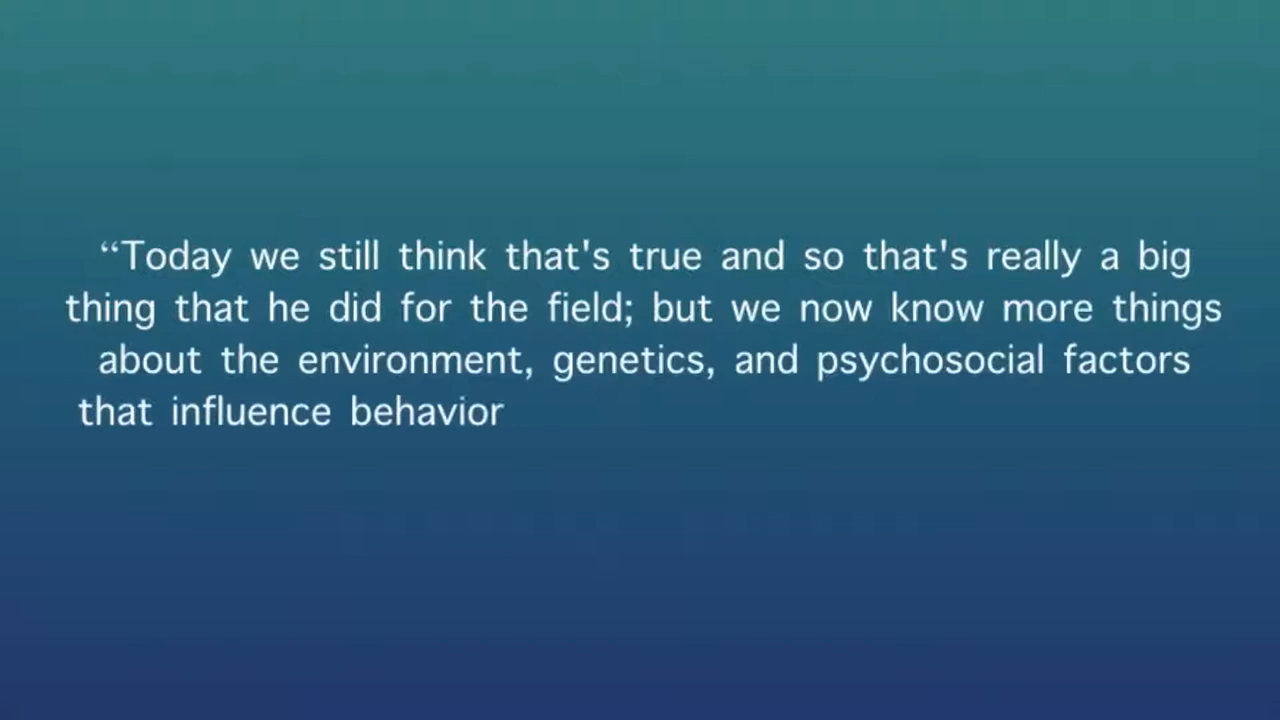 “Today we still think that's true and so that's really a big
thing that he did for the field; but we now know more things
about the environment, genetics, and psychosocial factors
that influence behavior